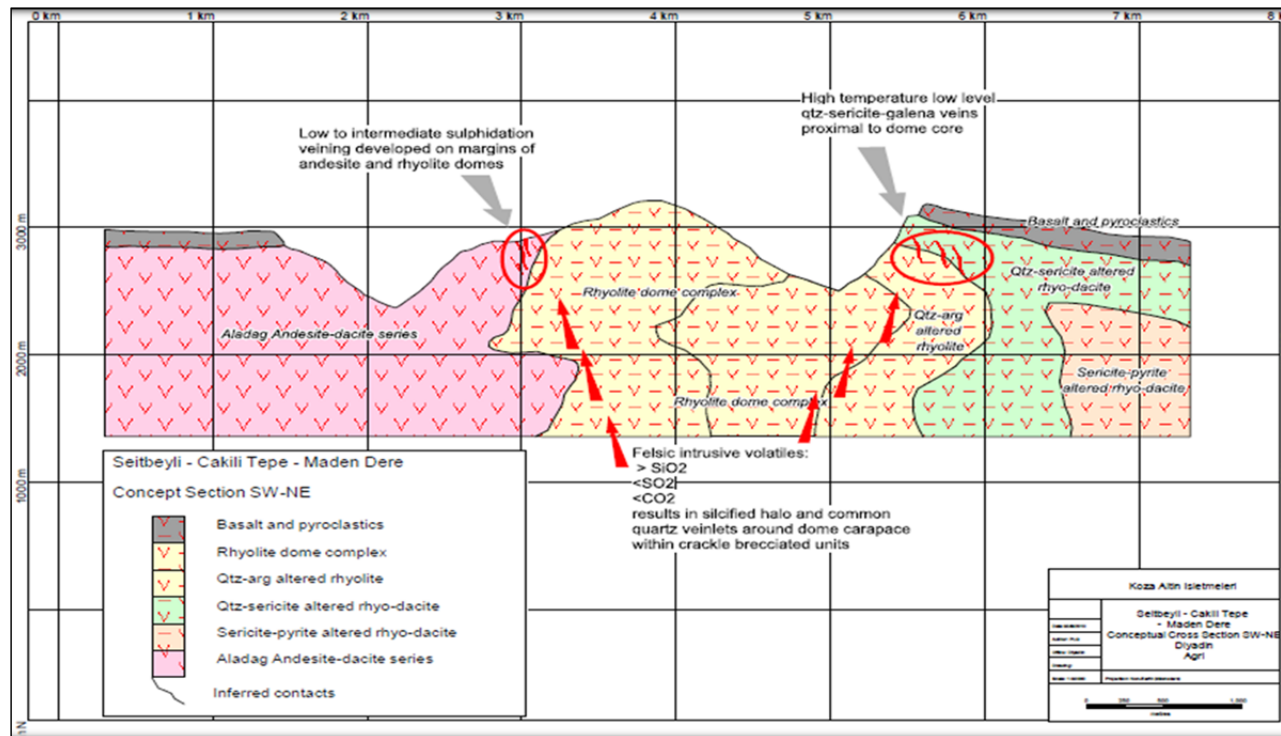 0 km 1 km 2 km 3 km 4 km 5 km 6 km 7 km
High temperature low level
qtz-sericite-galena veins
proximal to dome core
Low to intermediate sulphidation
veining developed on margins of
andesite and rhyolite domes
3000 m
Basalt and pyroclastics
Qtz-sericite altered
rhyo-dacite
Rhyolite dome complex
Qtz-arg
altered
rhyolite
Aladag Andesite-dacite series
2000 m
Sericite-pyrite
altered rhyo-dacite
Rhyolite dome complex
Felsic intrusive volatiles:
> SiO2
<SO2
<CO2
results in silcified halo and common
quartz veinlets around dome carapace
within crackle brecciated units
1000 m
Seitbeyli - Cakili Tepe - Maden Dere
Concept Section SW-NE
Basalt and pyroclastics
Rhyolite dome complex
Qtz-arg altered rhyolite
Qtz-sericite altered rhyo-dacite
Sericite-pyrite altered rhyo-dacite
Aladag Andesite-dacite series
Inferred contacts
Koza Altin Isletmeleri
Seitbeyli - Cakili Tepe
- Maden Dere
Conceptual Cross Section SW-NE
Diyadin
Agri
0 250 500 1,000
metres